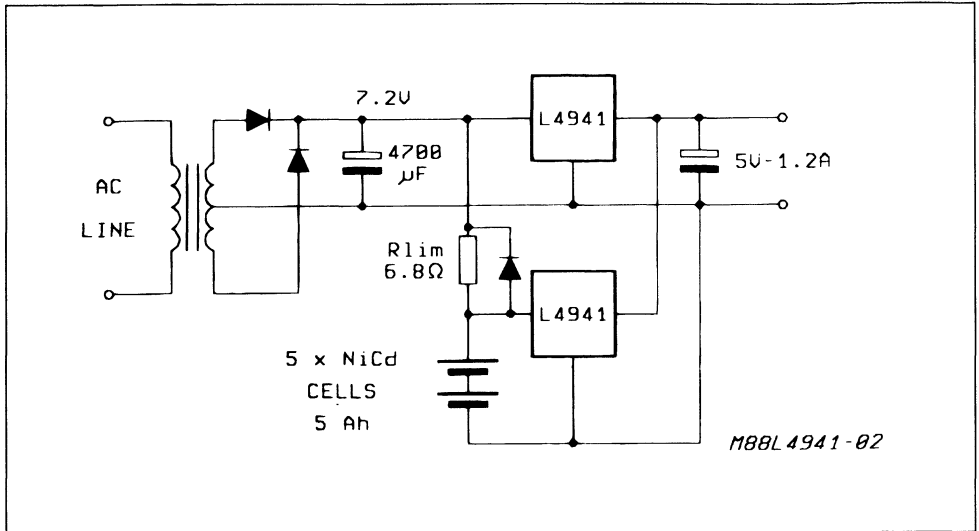 7.2V
L4941
4700
µF
5V-1.2A
AC
LINE
Rlim
6.8Ω
L4941
5 x NiCd
CELLS
5 Ah
M88L4941-02